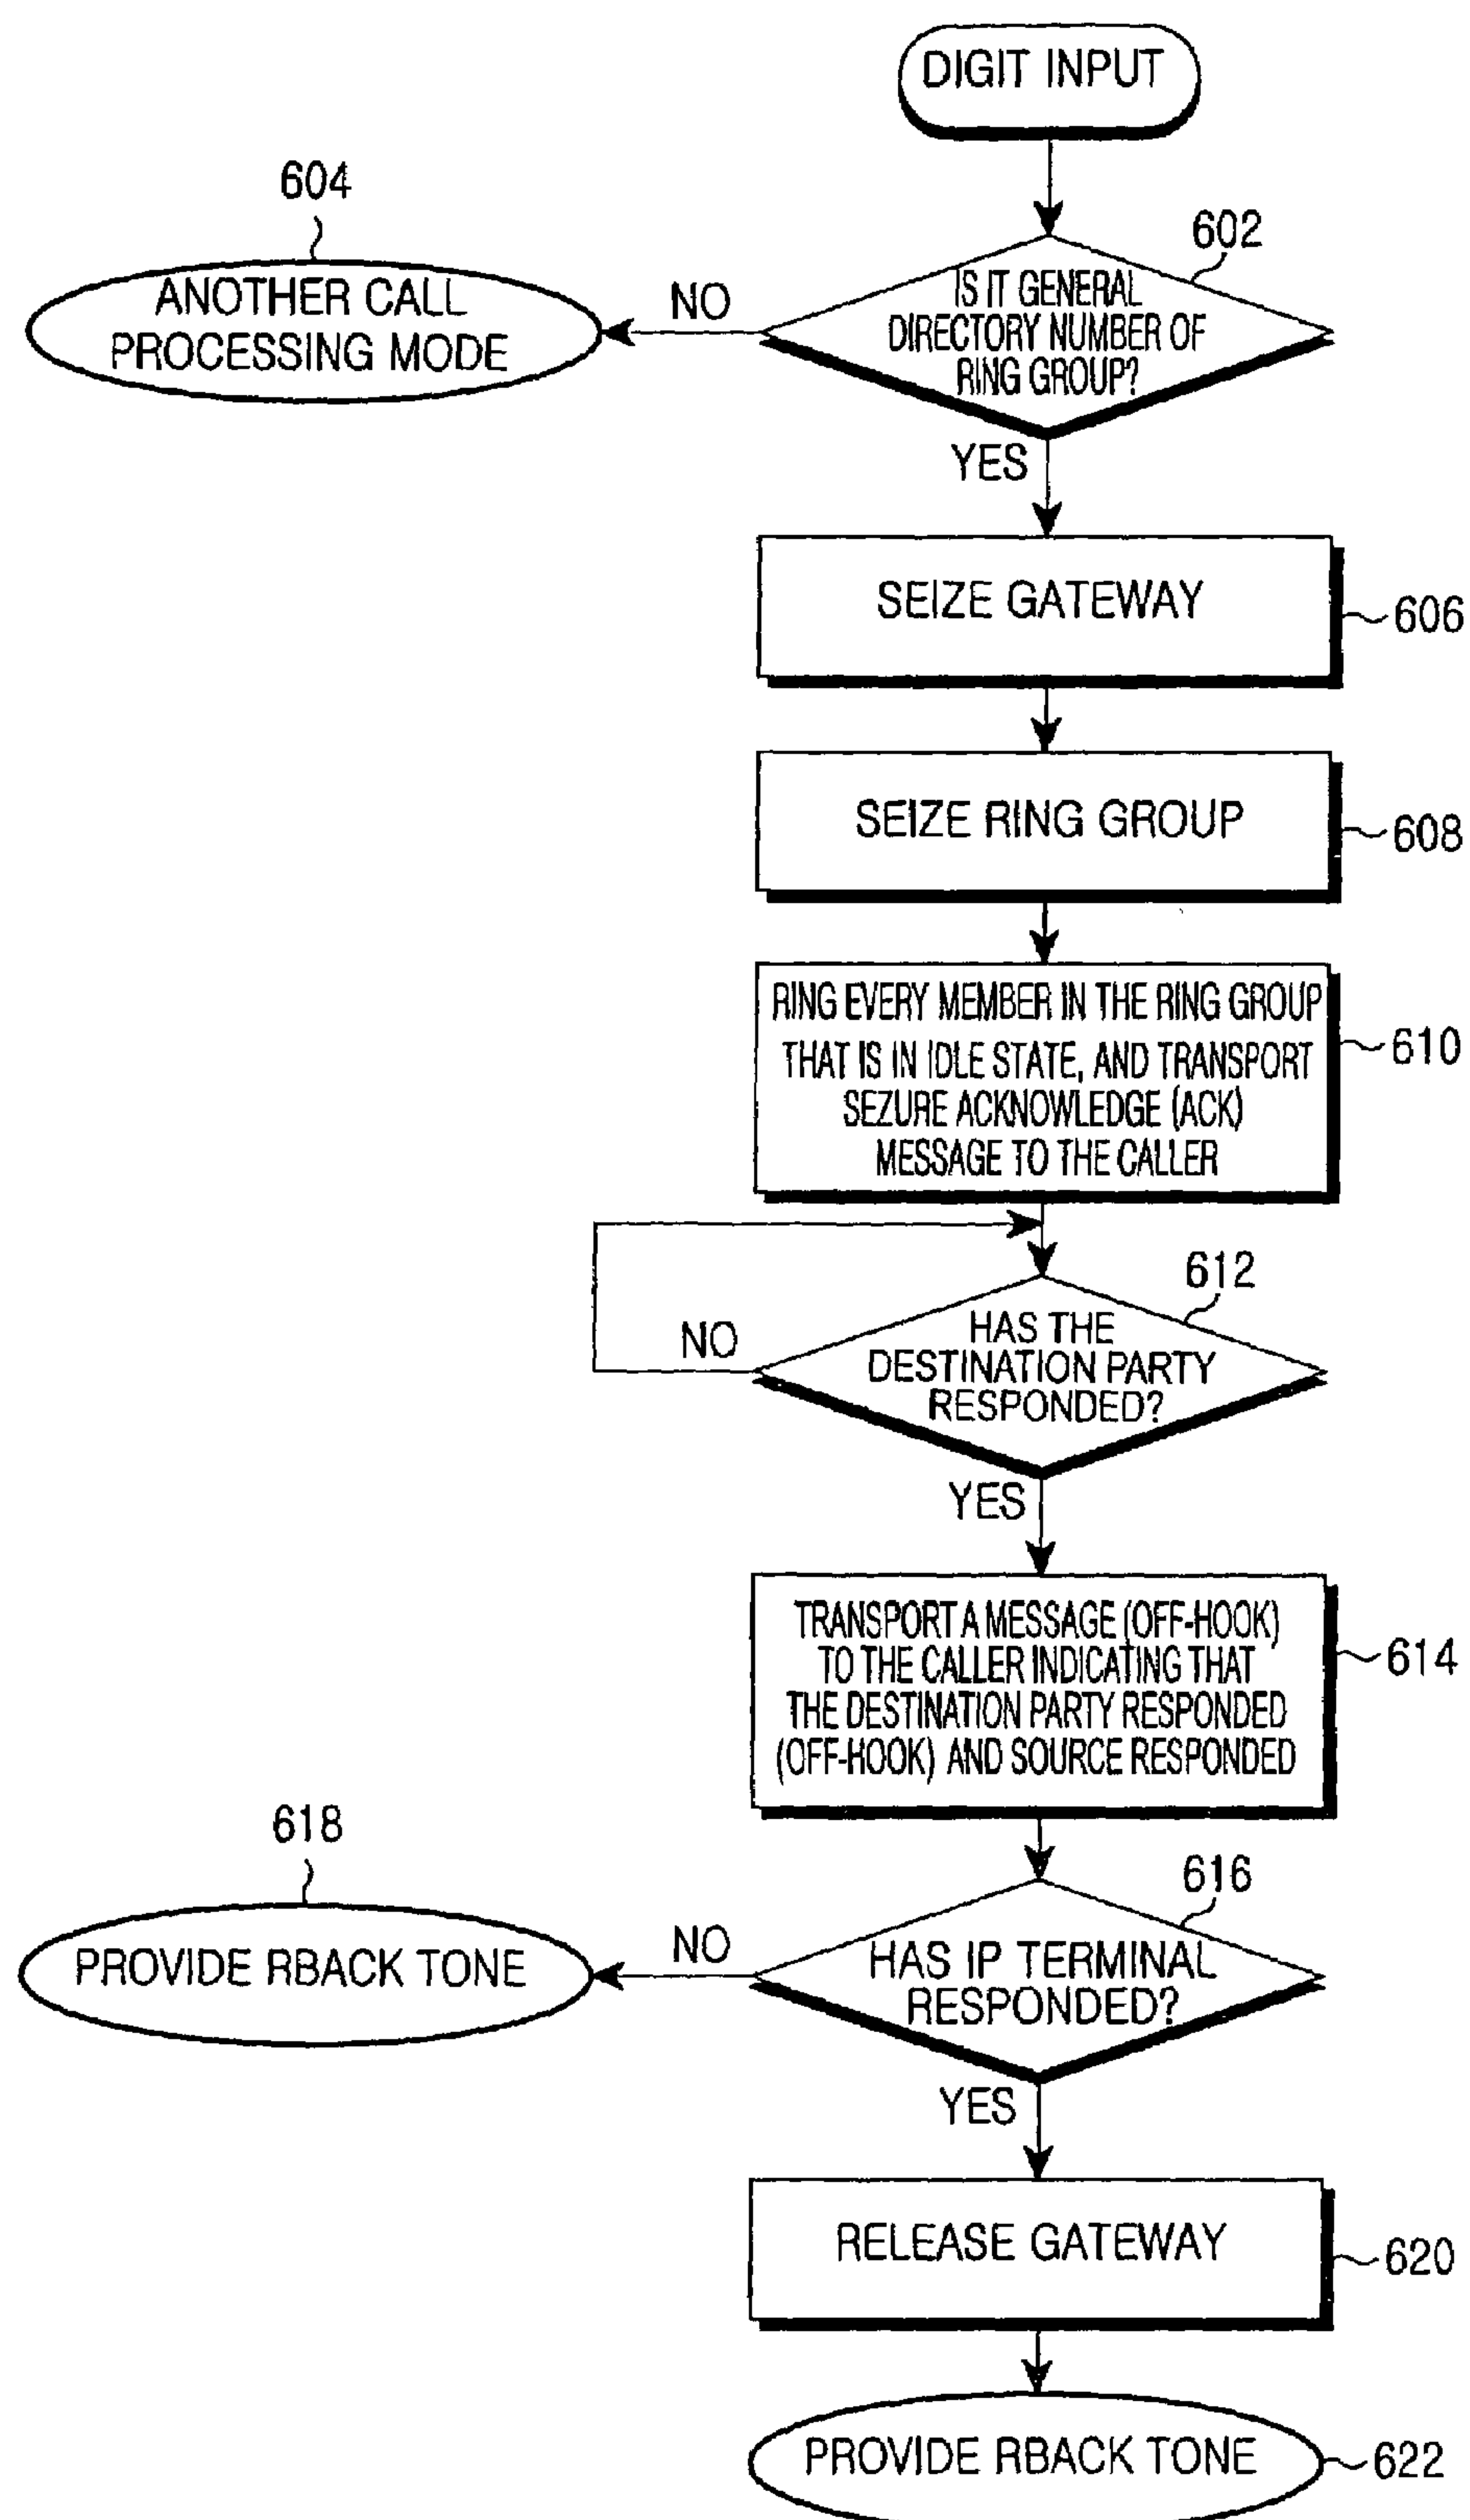 DIGIT INPUT
604
602
IS IT GENERAL
DIRECTORY NUMBER OF
RING GROUP?
NO
ANOTHER CALL
PROCESSING MODE
YES
SEIZE GATEWAY
606
SEIZE RING GROUP
608
RING EVERY MEMBER IN THE RING GROUP
THAT IS IN IDLE STATE, AND TRANSPORT
SEZURE ACKNOWLEDGE (ACK)
MESSAGE TO THE CALLER
610
612
HAS THE
DESTINATION PARTY
RESPONDED?
NO
YES
TRANSPORT A MESSAGE (OFF-HOOK)
TO THE CALLER INDICATING THAT
THE DESTINATION PARTY RESPONDED
(OFF-HOOK) AND SOURCE RESPONDED
614
618
616
HAS IP TERMINAL
RESPONDED?
NO
PROVIDE RBACK TONE
YES
RELEASE GATEWAY
620
PROVIDE RBACK TONE
622